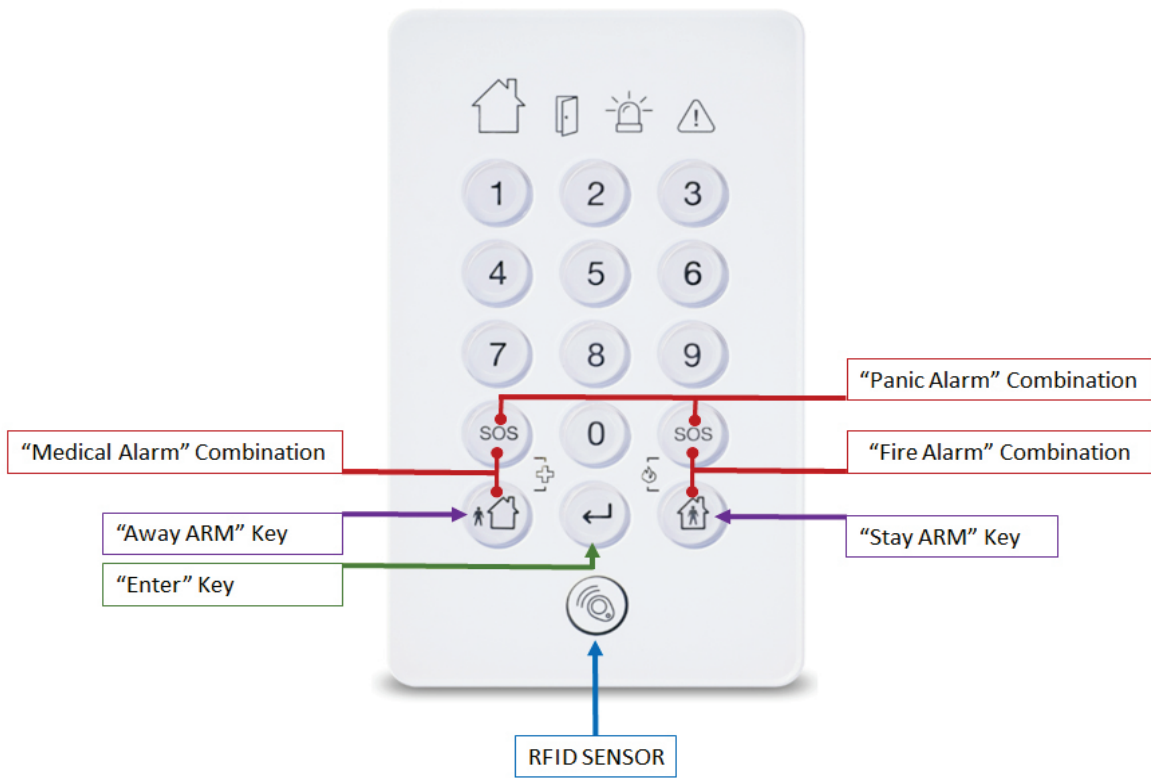 1 2 3
4 5 6
7 8 9
“Panic Alarm” Combination
SOS 0 SOS
“Medical Alarm” Combination
“Fire Alarm” Combination
“Away ARM” Key
“Stay ARM” Key
“Enter” Key
RFID SENSOR